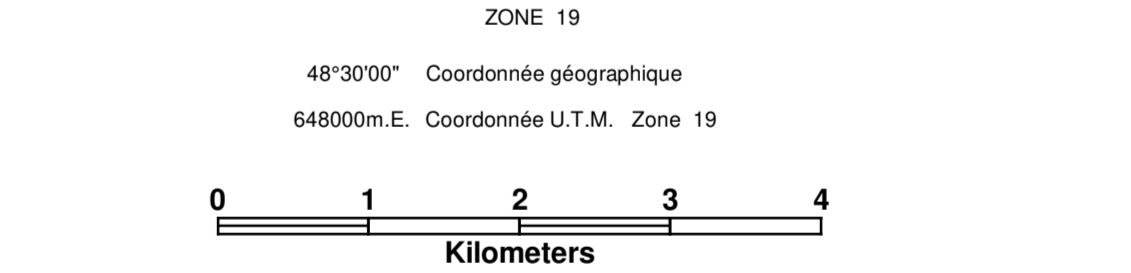 ZONE 19
48°30'00" Coordonnée géographique
648000m.E. Coordonnée U.T.M. Zone 19
0 1 2 3 4
Kilometers